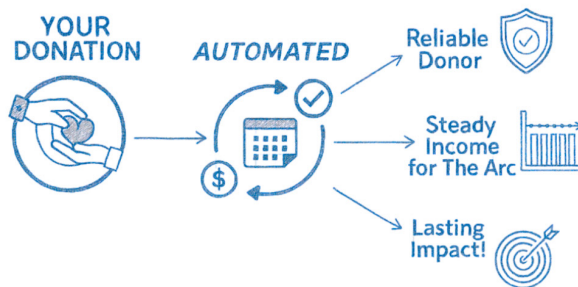 YOUR
DONATION
AUTOMATED
$
Reliable
Donor
Steady
Income
for The Arc
Lasting
Impact!